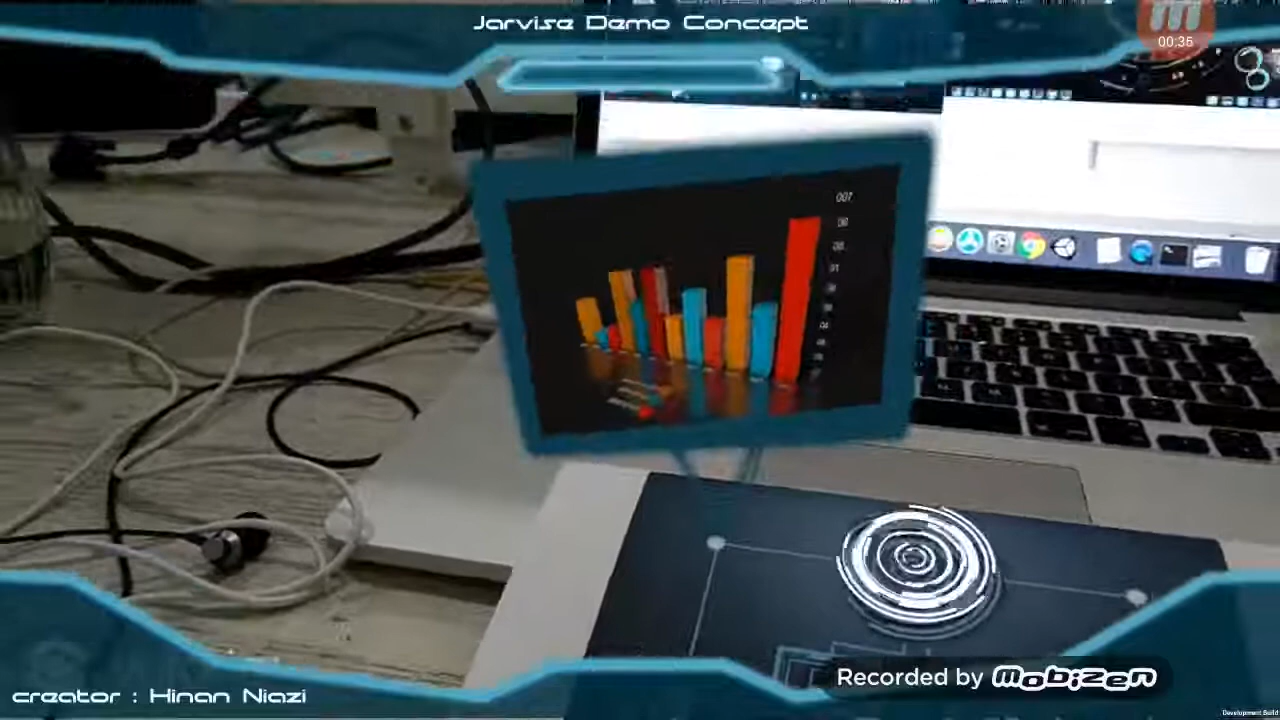 Jarvise Demo Concept
00:35
creator : Hinan Niazi
Recorded by mobizen
Development Build